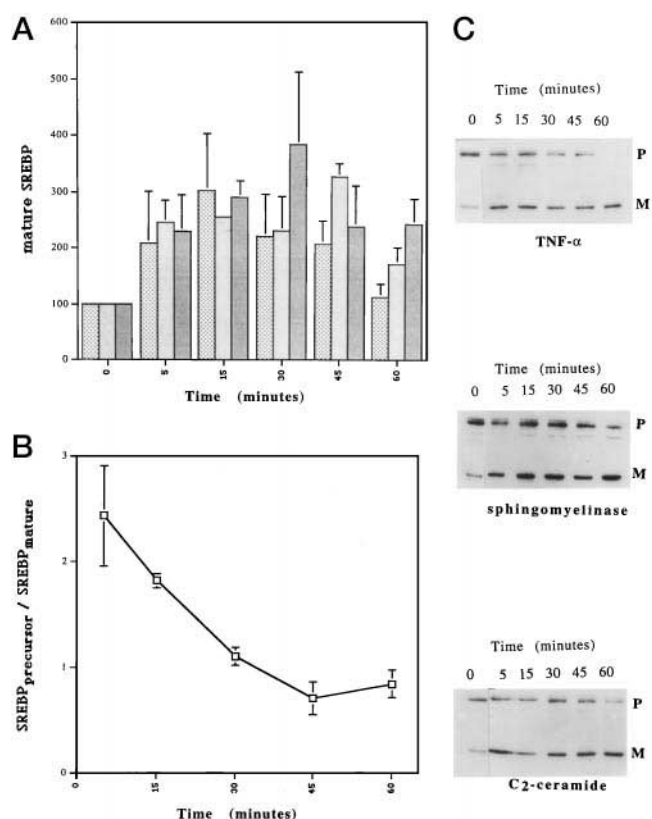 A
600
500
400
300
200
100
0
mature SREBP
0 5 15 30 45 60
Time (minutes)
B
3
2
1
0
SREBPprecursor / SREBPmature
0 15 30 45 60
Time (minutes)
C
Time (minutes)
0 5 15 30 45 60
P
M
TNF-α
Time (minutes)
0 5 15 30 45 60
P
M
sphingomyelinase
Time (minutes)
0 5 15 30 45 60
P
M
C2-ceramide